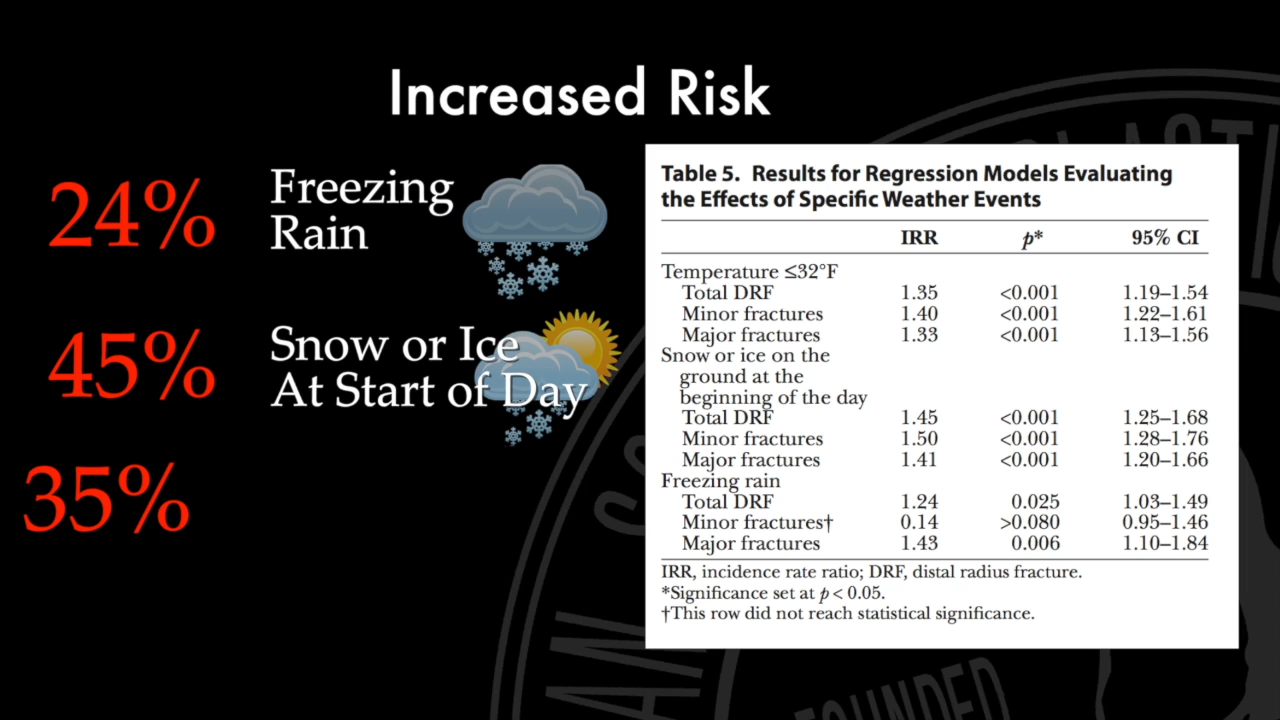 Increased Risk
24%
Freezing
Rain
45%
Snow or Ice
At Start of Day
35%
Table 5. Results for Regression Models Evaluating
the Effects of Specific Weather Events
IRR p* 95% CI
Temperature ≤32°F
Total DRF 1.35 <0.001 1.19–1.54
Minor fractures 1.40 <0.001 1.22–1.61
Major fractures 1.33 <0.001 1.13–1.56
Snow or ice on the
ground at the
beginning of the day
Total DRF 1.45 <0.001 1.25–1.68
Minor fractures 1.50 <0.001 1.28–1.76
Major fractures 1.41 <0.001 1.20–1.66
Freezing rain
Total DRF 1.24 0.025 1.03–1.49
Minor fractures† 0.14 >0.080 0.95–1.46
Major fractures 1.43 0.006 1.10–1.84
IRR, incidence rate ratio; DRF, distal radius fracture.
*Significance set at p < 0.05.
†This row did not reach statistical significance.
FOUNDED